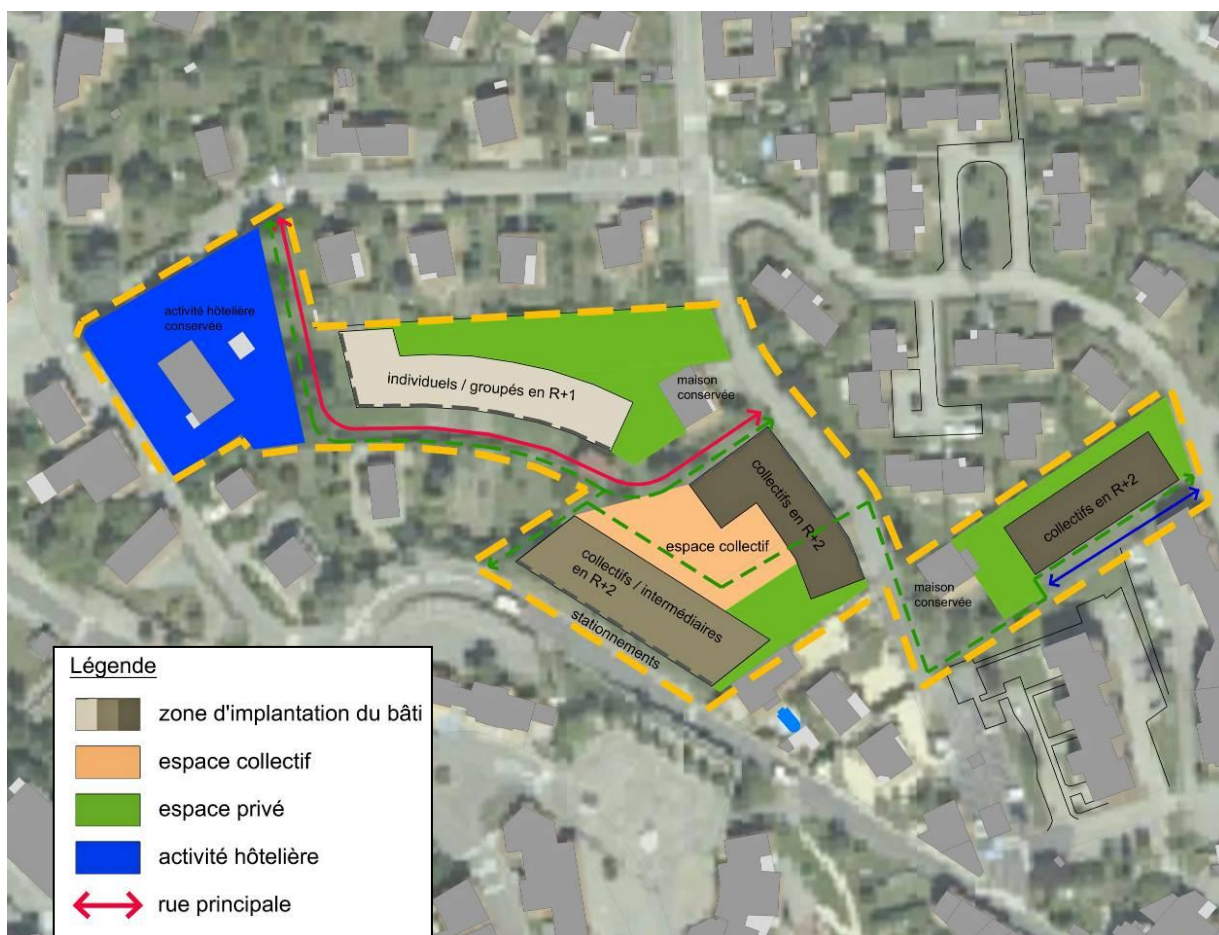 activité hôtelière
conservée
individuels / groupés en R+1
maison
conservée
collectifs en R+2
collectifs en R+2
espace collectif
collectifs / intermédiaires
en R+2
maison
conservée
stationnements
Légende
zone d'implantation du bâti
espace collectif
espace privé
activité hôtelière
rue principale